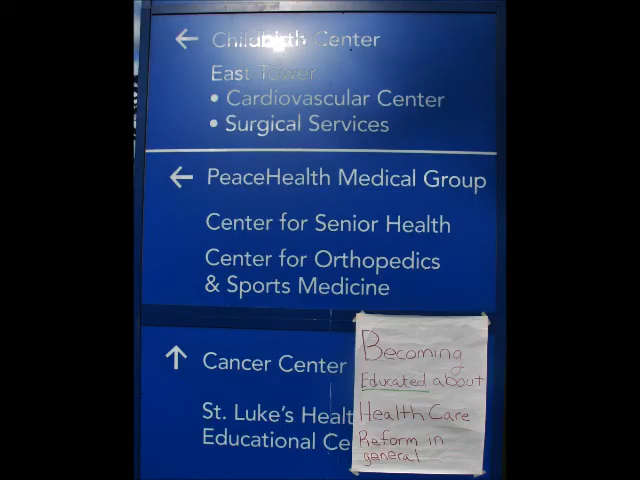 Childbirth Center
East Tower
• Cardiovascular Center
• Surgical Services
PeaceHealth Medical Group
Center for Senior Health
Center for Orthopedics
& Sports Medicine
Cancer Center
St. Luke's Healt
Educational Ce
Becoming
Educated about
Health Care
Reform in
general